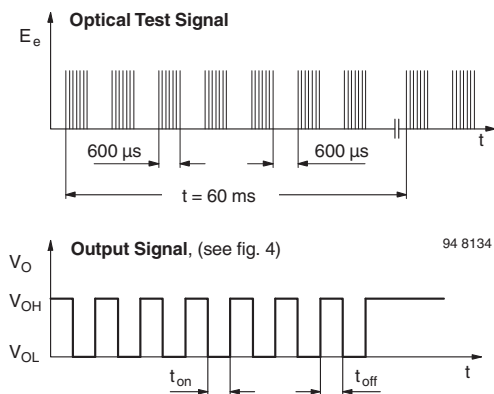 Optical Test Signal
E e
600 µs
600 µs
t
t = 60 ms
Output Signal, (see fig. 4)
94 8134
V O
V OH
V OL
t on
t off
t